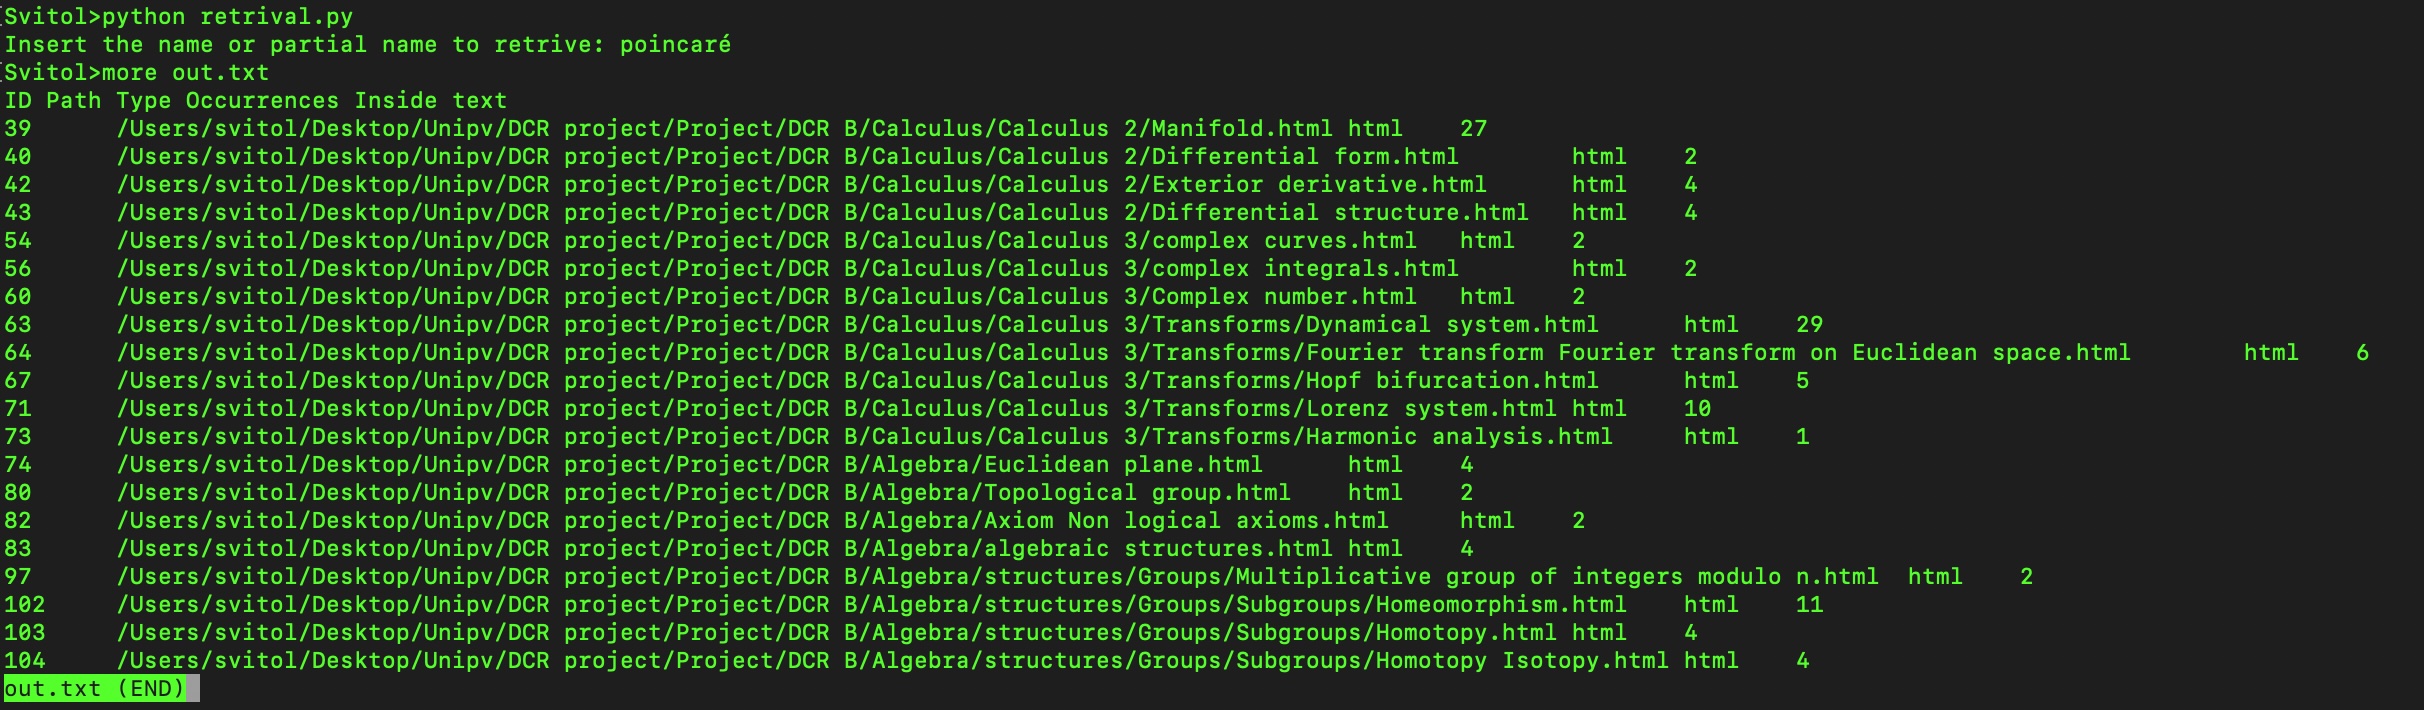 [Svitol>python retrival.py
Insert the name or partial name to retrive: poincaré
[Svitol>more out.txt
ID Path Type Occurrences Inside text
39 /Users/svitol/Desktop/Unipv/DCR project/Project/DCR B/Calculus/Calculus 2/Manifold.html html 27
40 /Users/svitol/Desktop/Unipv/DCR project/Project/DCR B/Calculus/Calculus 2/Differential form.html html 2
42 /Users/svitol/Desktop/Unipv/DCR project/Project/DCR B/Calculus/Calculus 2/Exterior derivative.html html 4
43 /Users/svitol/Desktop/Unipv/DCR project/Project/DCR B/Calculus/Calculus 2/Differential structure.html html 4
54 /Users/svitol/Desktop/Unipv/DCR project/Project/DCR B/Calculus/Calculus 3/complex curves.html html 2
56 /Users/svitol/Desktop/Unipv/DCR project/Project/DCR B/Calculus/Calculus 3/complex integrals.html html 2
60 /Users/svitol/Desktop/Unipv/DCR project/Project/DCR B/Calculus/Calculus 3/Complex number.html html 2
63 /Users/svitol/Desktop/Unipv/DCR project/Project/DCR B/Calculus/Calculus 3/Transforms/Dynamical system.html html 29
64 /Users/svitol/Desktop/Unipv/DCR project/Project/DCR B/Calculus/Calculus 3/Transforms/Fourier transform Fourier transform on Euclidean space.html html 6
67 /Users/svitol/Desktop/Unipv/DCR project/Project/DCR B/Calculus/Calculus 3/Transforms/Hopf bifurcation.html html 5
71 /Users/svitol/Desktop/Unipv/DCR project/Project/DCR B/Calculus/Calculus 3/Transforms/Lorenz system.html html 10
73 /Users/svitol/Desktop/Unipv/DCR project/Project/DCR B/Calculus/Calculus 3/Transforms/Harmonic analysis.html html 1
74 /Users/svitol/Desktop/Unipv/DCR project/Project/DCR B/Algebra/Euclidean plane.html html 4
80 /Users/svitol/Desktop/Unipv/DCR project/Project/DCR B/Algebra/Topological group.html html 2
82 /Users/svitol/Desktop/Unipv/DCR project/Project/DCR B/Algebra/Axiom Non logical axioms.html html 2
83 /Users/svitol/Desktop/Unipv/DCR project/Project/DCR B/Algebra/algebraic structures.html html 4
97 /Users/svitol/Desktop/Unipv/DCR project/Project/DCR B/Algebra/structures/Groups/Multiplicative group of integers modulo n.html html 2
102 /Users/svitol/Desktop/Unipv/DCR project/Project/DCR B/Algebra/structures/Groups/Subgroups/Homeomorphism.html html 11
103 /Users/svitol/Desktop/Unipv/DCR project/Project/DCR B/Algebra/structures/Groups/Subgroups/Homotopy.html html 4
104 /Users/svitol/Desktop/Unipv/DCR project/Project/DCR B/Algebra/structures/Groups/Subgroups/Homotopy Isotopy.html html 4
out.txt (END)